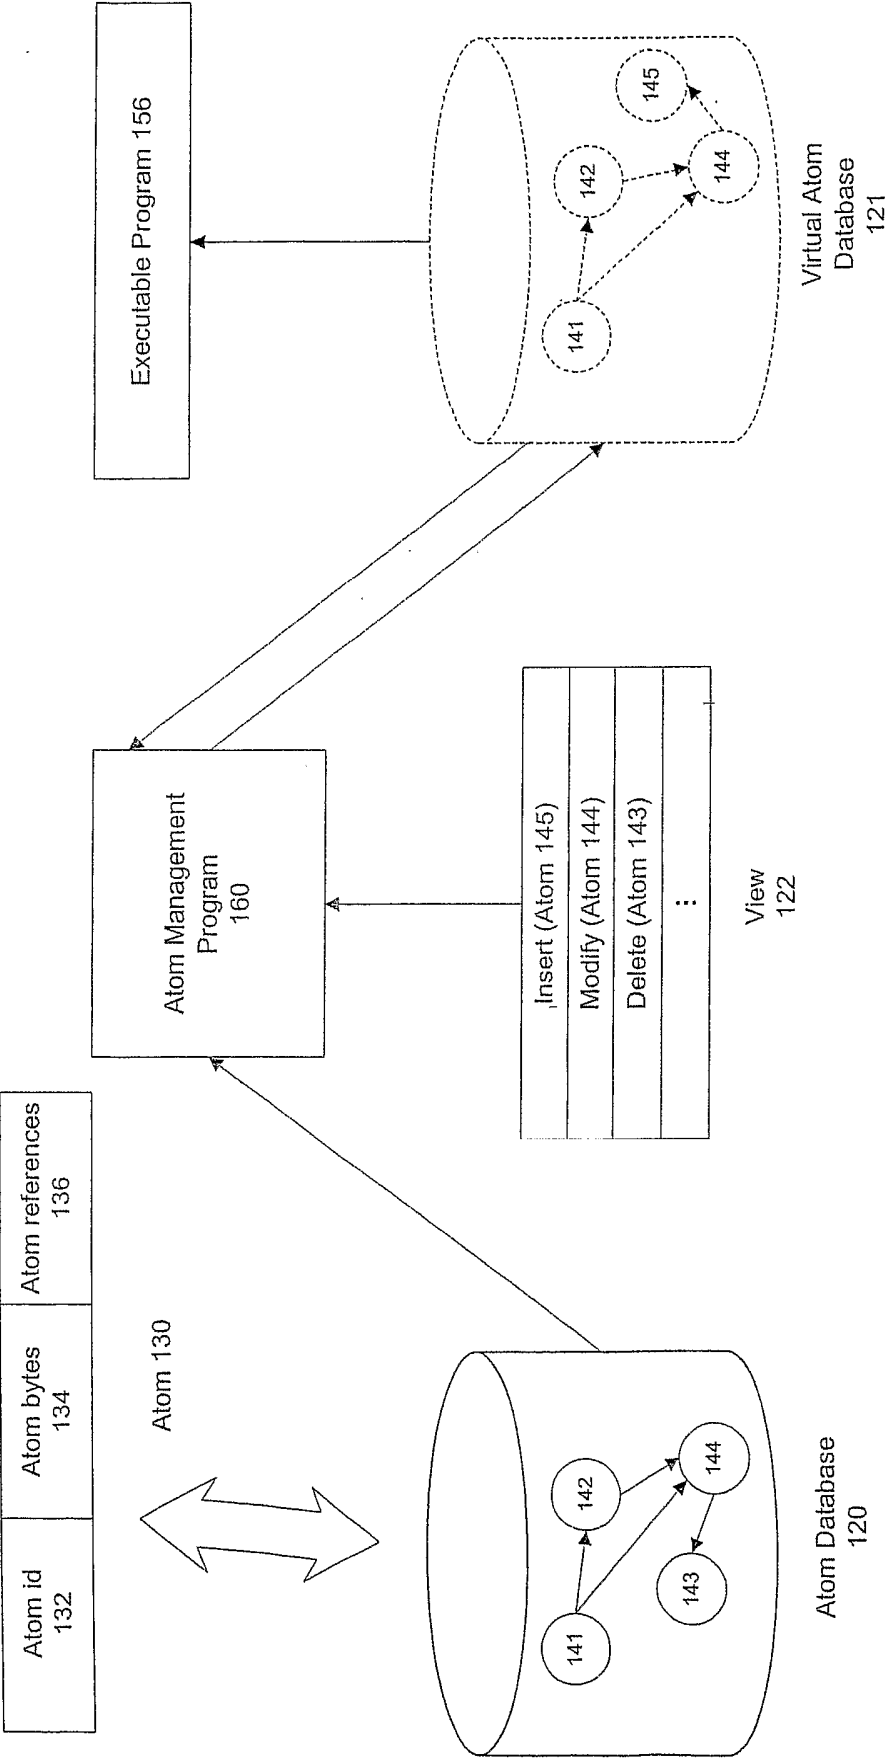 Atom id
132
Atom bytes
134
Atom references
136
Atom 130
Atom Management
Program
160
Executable Program 156
141
142
143
144
Atom Database
120
Insert (Atom 145)
Modify (Atom 144)
Delete (Atom 143)
...
View
122
141
142
144
145
Virtual Atom
Database
121